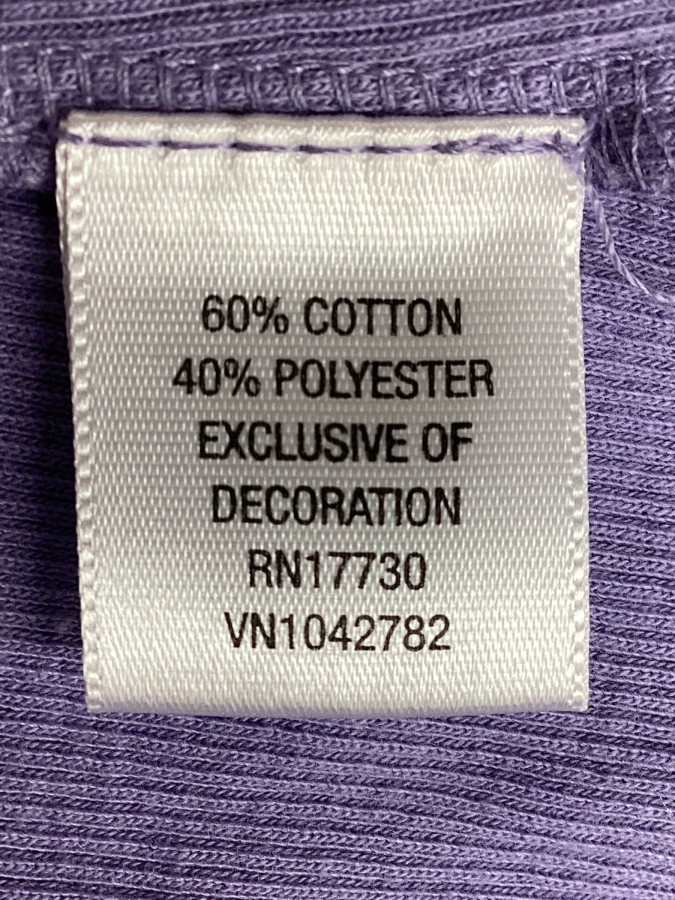 60% COTTON
40% POLYESTER
EXCLUSIVE OF
DECORATION
RN17730
VN1042782